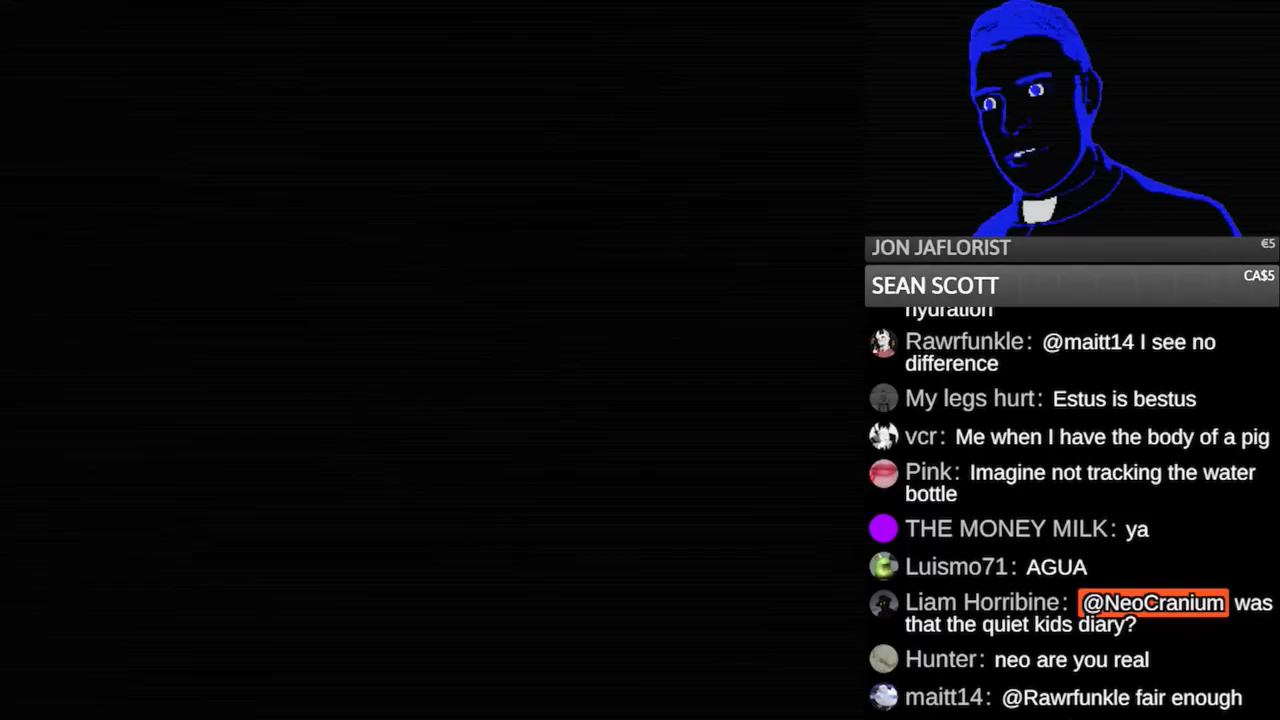 JON JAFLORIST €5
SEAN SCOTT CA$5
hydration
Rawrfunkle: @maitt14 I see no
difference
My legs hurt: Estus is bestus
vcr: Me when I have the body of a pig
Pink: Imagine not tracking the water
bottle
THE MONEY MILK: ya
Luismo71: AGUA
Liam Horribine: @NeoCranium was
that the quiet kids diary?
Hunter: neo are you real
maitt14: @Rawrfunkle fair enough